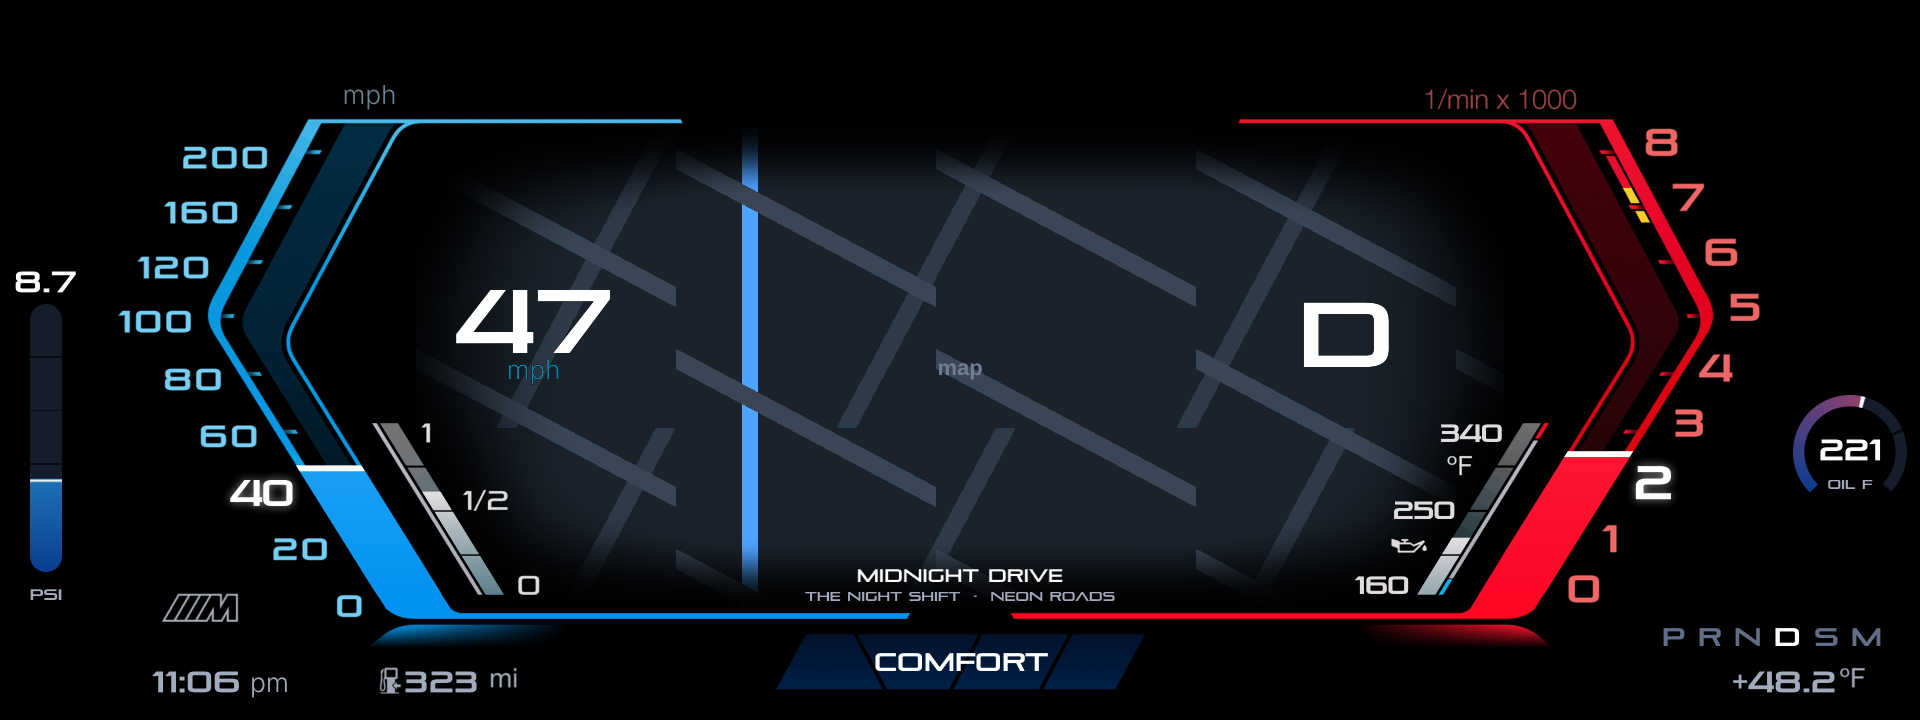 mph
200
160
120
100
80
60
40
20
0
8.7
PSI
47
mph
1
1/2
0
map
D
1/min x 1000
8
7
6
5
4
3
2
1
0
340
°F
250
160
221
OIL F
MIDNIGHT DRIVE
THE NIGHT SHIFT · NEON ROADS
COMFORT
M
11:06 pm
323 mi
P R N D S M
+48.2°F